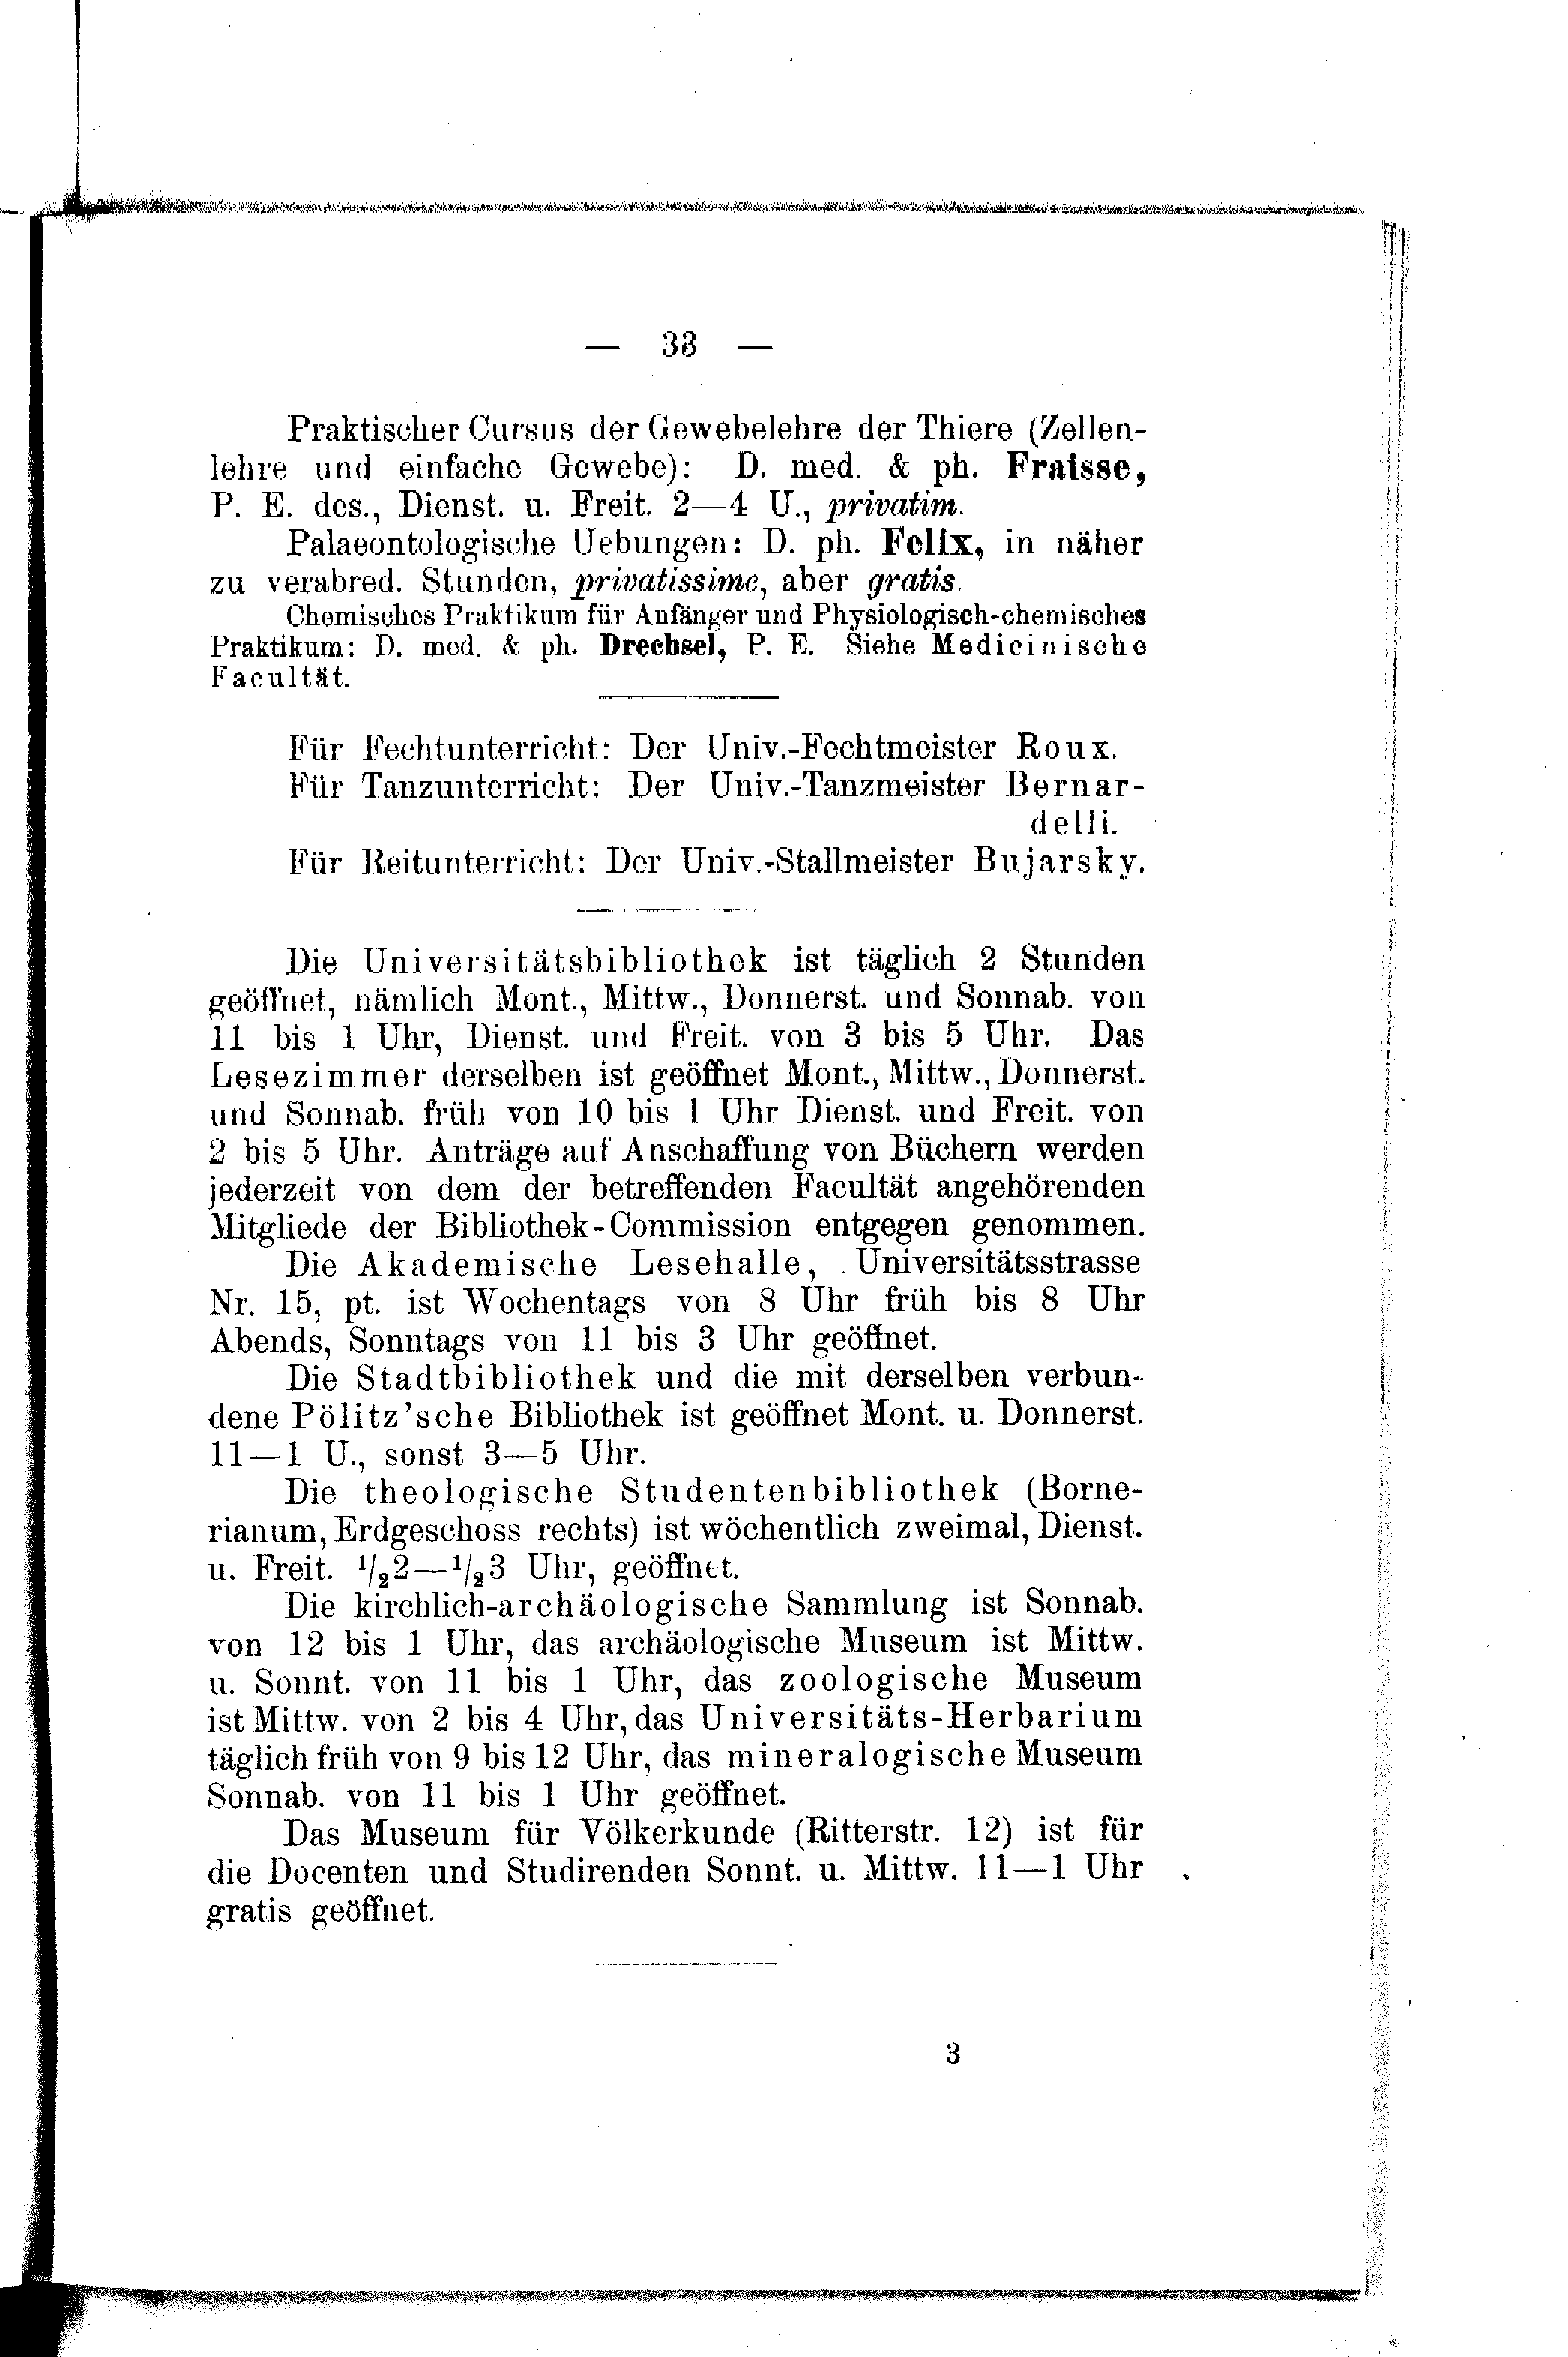 — 33 —
Praktischer Cursus der Gewebelehre der Thiere (Zellen-
lehre und einfache Gewebe): D. med. & ph. Fraisse,
P. E. des., Dienst. u. Freit. 2—4 U., privatim.
Palaeontologische Uebungen: D. ph. Felix, in näher
zu verabred. Stunden, privatissime, aber gratis.
Chemisches Praktikum für Anfänger und Physiologisch-chemisches
Praktikum: D. med. & ph. Drechsel, P. E. Siehe Medicinische
Facultät.
Für Fechtunterricht: Der Univ.-Fechtmeister Roux.
Für Tanzunterricht: Der Univ.-Tanzmeister Bernar-
delli.
Für Reitunterricht: Der Univ.-Stallmeister Bujarsky.
Die Universitätsbibliothek ist täglich 2 Stunden
geöffnet, nämlich Mont., Mittw., Donnerst. und Sonnab. von
11 bis 1 Uhr, Dienst. und Freit. von 3 bis 5 Uhr. Das
Lesezimmer derselben ist geöffnet Mont., Mittw., Donnerst.
und Sonnab. früh von 10 bis 1 Uhr Dienst. und Freit. von
2 bis 5 Uhr. Anträge auf Anschaffung von Büchern werden
jederzeit von dem der betreffenden Facultät angehörenden
Mitgliede der Bibliothek-Commission entgegen genommen.
Die Akademische Lesehalle, Universitätsstrasse
Nr. 15, pt. ist Wochentags von 8 Uhr früh bis 8 Uhr
Abends, Sonntags von 11 bis 3 Uhr geöffnet.
Die Stadtbibliothek und die mit derselben verbun-
dene Pölitz'sche Bibliothek ist geöffnet Mont. u. Donnerst.
11—1 U., sonst 3—5 Uhr.
Die theologische Studentenbibliothek (Borne-
rianum, Erdgeschoss rechts) ist wöchentlich zweimal, Dienst.
u. Freit. 1/22—1/23 Uhr, geöffnet.
Die kirchlich-archäologische Sammlung ist Sonnab.
von 12 bis 1 Uhr, das archäologische Museum ist Mittw.
u. Sonnt. von 11 bis 1 Uhr, das zoologische Museum
ist Mittw. von 2 bis 4 Uhr, das Universitäts-Herbarium
täglich früh von 9 bis 12 Uhr, das mineralogische Museum
Sonnab. von 11 bis 1 Uhr geöffnet.
Das Museum für Völkerkunde (Ritterstr. 12) ist für
die Docenten und Studirenden Sonnt. u. Mittw. 11—1 Uhr
gratis geöffnet.
3